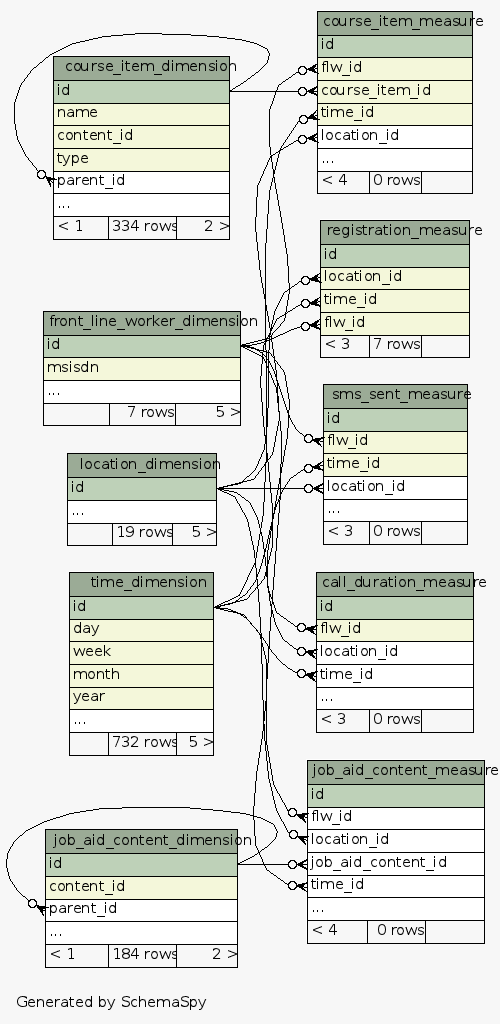 course_item_dimension
id
name
content_id
type
parent_id
...
< 1 334 rows 2 >
front_line_worker_dimension
id
msisdn
...
7 rows 5 >
location_dimension
id
...
19 rows 5 >
time_dimension
id
day
week
month
year
...
732 rows 5 >
job_aid_content_dimension
id
content_id
parent_id
...
< 1 184 rows 2 >
course_item_measure
id
flw_id
course_item_id
time_id
location_id
...
< 4 0 rows
registration_measure
id
location_id
time_id
flw_id
< 3 7 rows
sms_sent_measure
id
flw_id
time_id
location_id
...
< 3 0 rows
call_duration_measure
id
flw_id
location_id
time_id
...
< 3 0 rows
job_aid_content_measure
id
flw_id
location_id
job_aid_content_id
time_id
...
< 4 0 rows
Generated by SchemaSpy